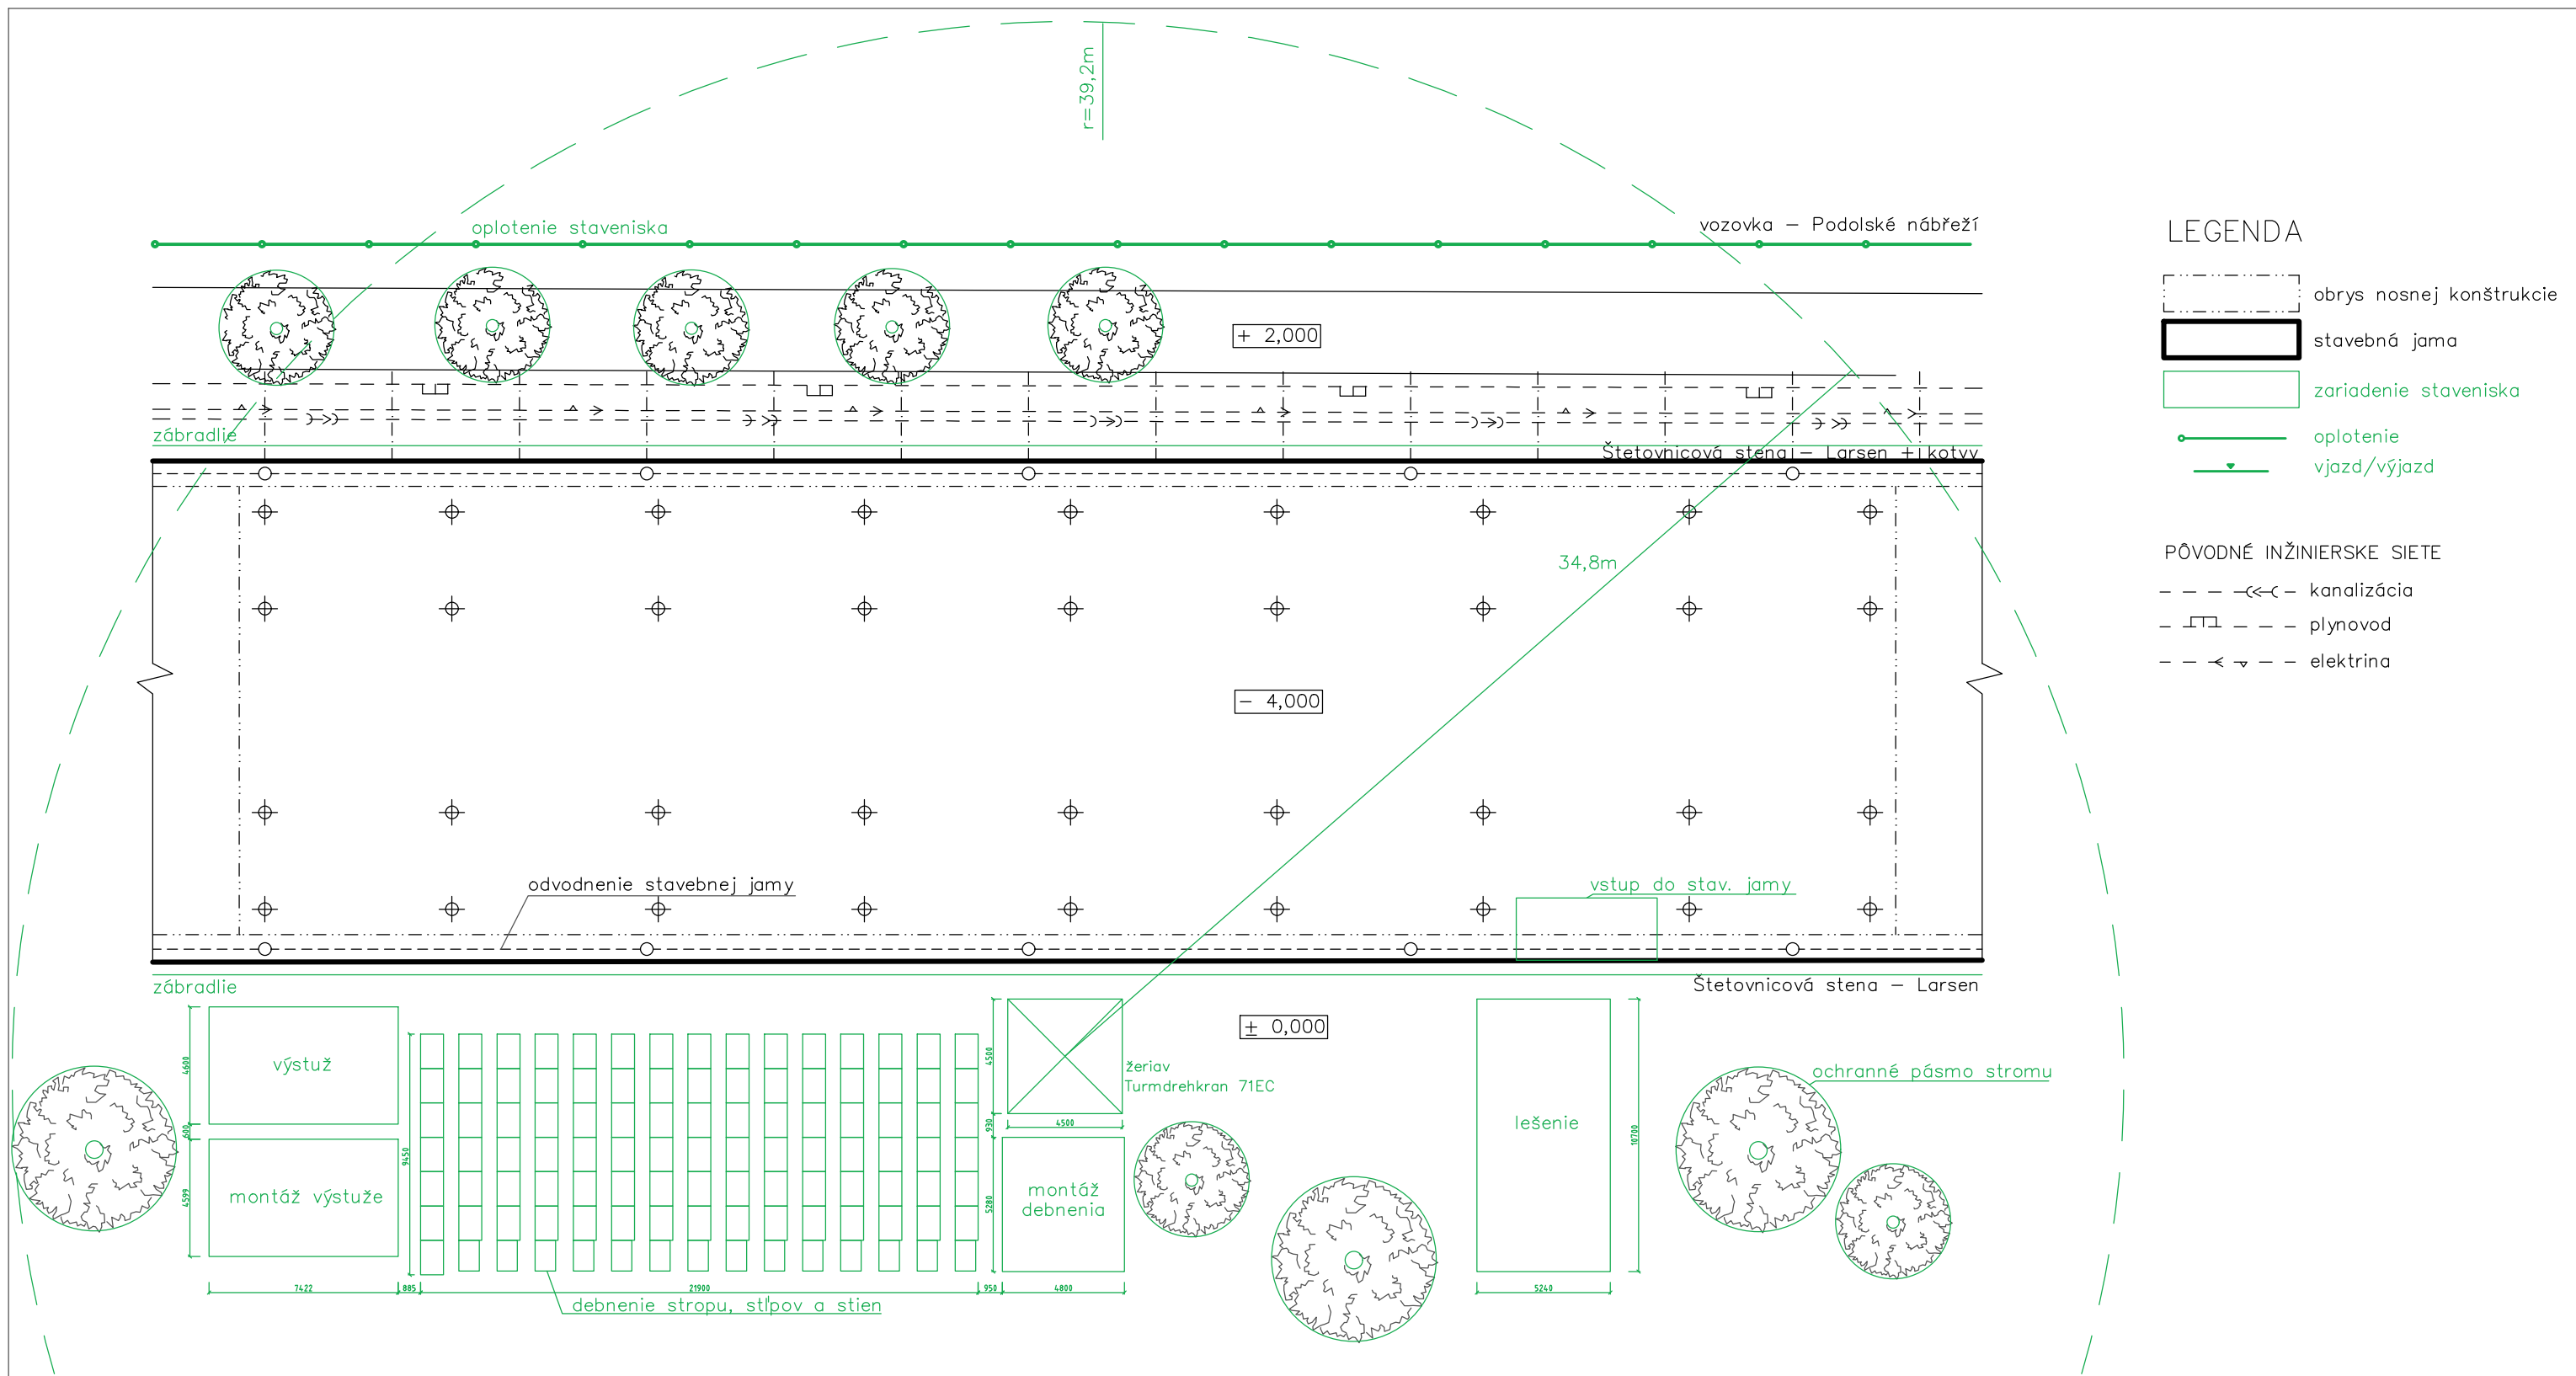 r=39,2m
oplotenie staveniska
vozovka – Podolské nábřeží
+ 2,000
zábradlie
Štetovnicová stena – Larsen + kotvy
34,8m
– 4,000
odvodnenie stavebnej jamy
vstup do stav. jamy
zábradlie
Štetovnicová stena – Larsen
± 0,000
výstuž
montáž výstuže
4600
600
4599
9450
7422
885
21900
950
4800
debnenie stropu, stĺpov a stien
4500
930
5280
4500
žeriav
Turmdrehkran 71EC
montáž
debnenia
lešenie
10700
5240
ochranné pásmo stromu
LEGENDA
obrys nosnej konštrukcie
stavebná jama
zariadenie staveniska
oplotenie
vjazd/výjazd
PÔVODNÉ INŽINIERSKE SIETE
kanalizácia
plynovod
elektrina